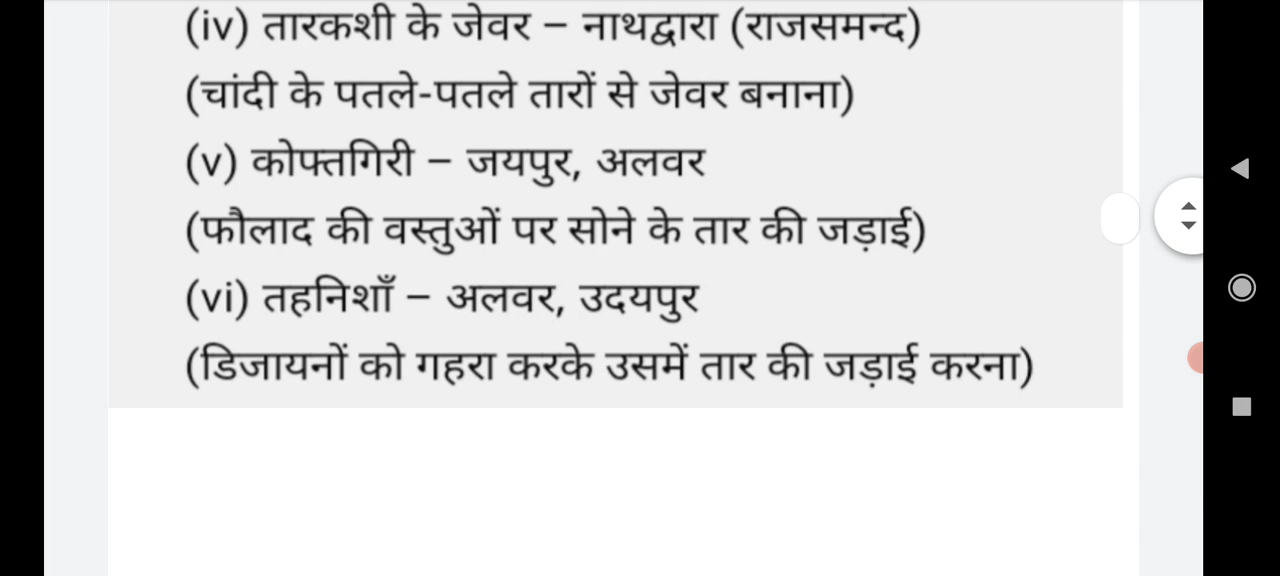 (iv) तारकशी के जेवर – नाथद्वारा (राजसमन्द)
(चांदी के पतले-पतले तारों से जेवर बनाना)
(v) कोफ्तगिरी – जयपुर, अलवर
(फौलाद की वस्तुओं पर सोने के तार की जड़ाई)
(vi) तहनिशाँ – अलवर, उदयपुर
(डिजायनों को गहरा करके उसमें तार की जड़ाई करना)